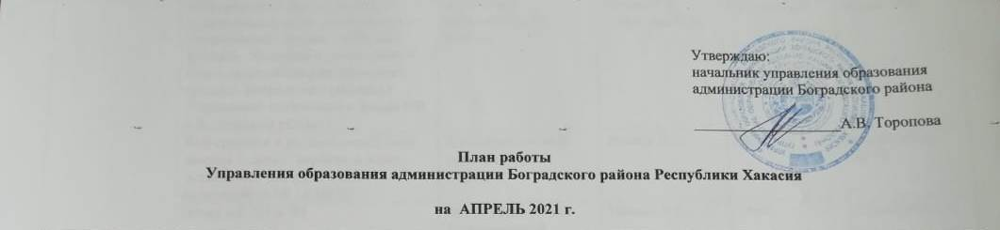 Утверждаю:
начальник управления образования
администрации Боградского района
А.В. Торопова
План работы
Управления образования администрации Боградского района Республики Хакасия
на АПРЕЛЬ 2021 г.